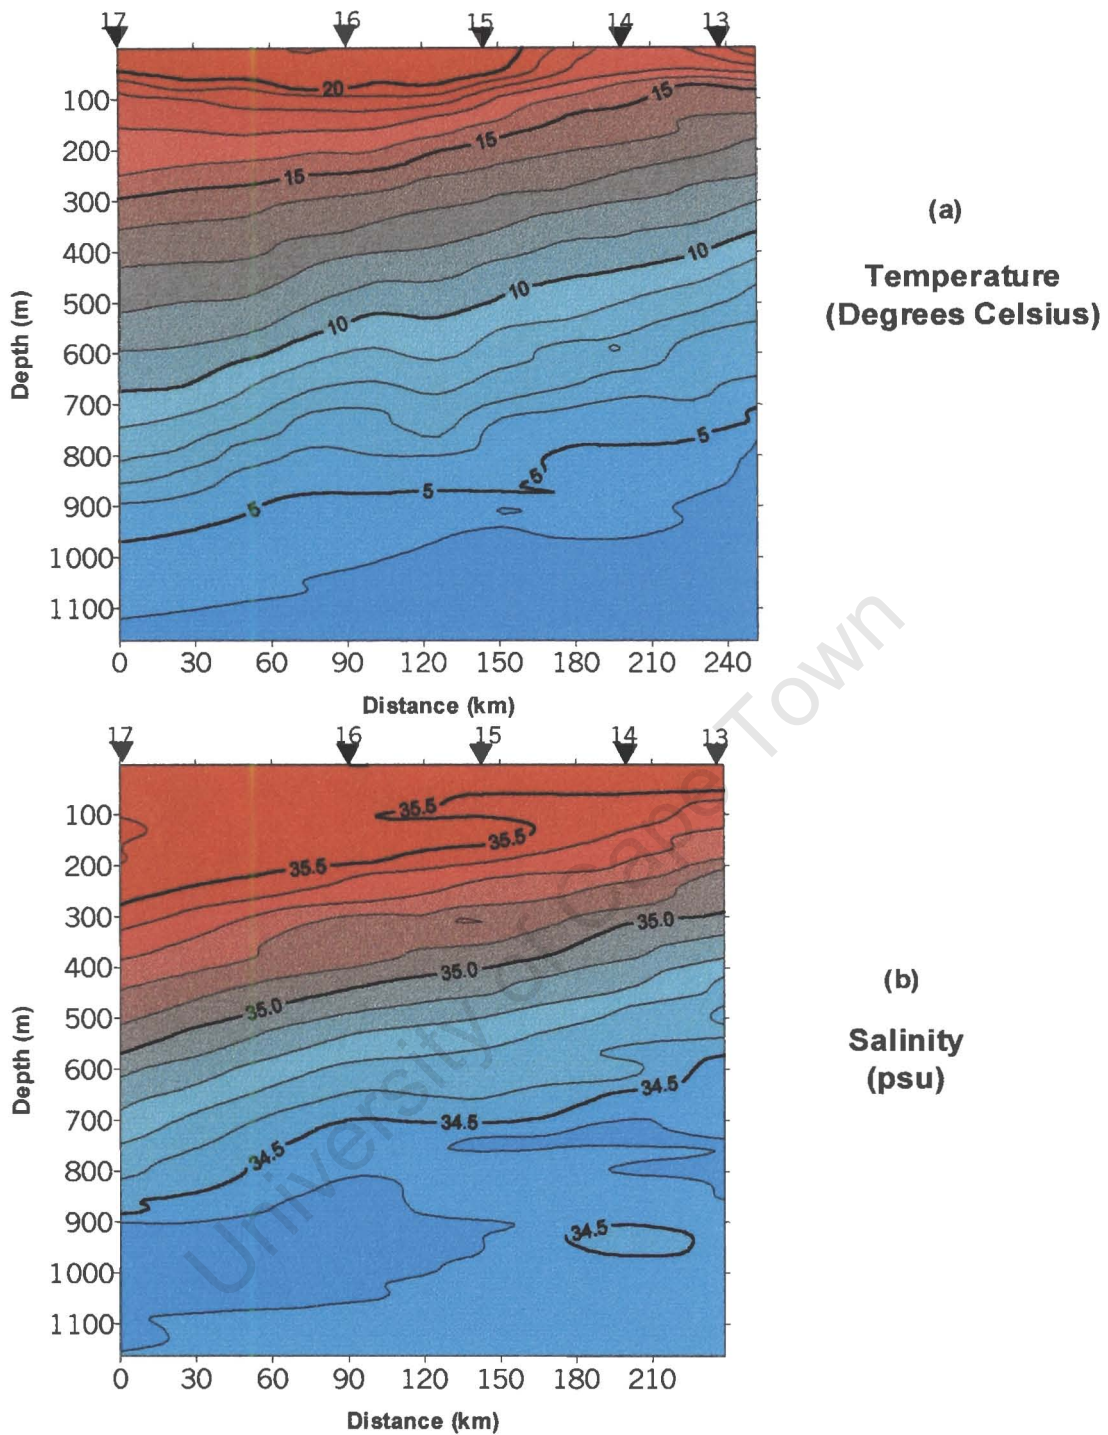 17 16 15 14 13
20
15 15 15
10 10 10
5 5 5 5
100
200
300
400
500
600
700
800
900
1000
1100
Depth (m)
0 30 60 90 120 150 180 210 240
Distance (km)
(a)
Temperature
(Degrees Celsius)
17 16 15 14 13
35.5
35.5
35.5
35.0
35.0
35.0
34.5
34.5
34.5
34.5
100
200
300
400
500
600
700
800
900
1000
1100
Depth (m)
0 30 60 90 120 150 180 210
Distance (km)
(b)
Salinity
(psu)
University of Cape Town